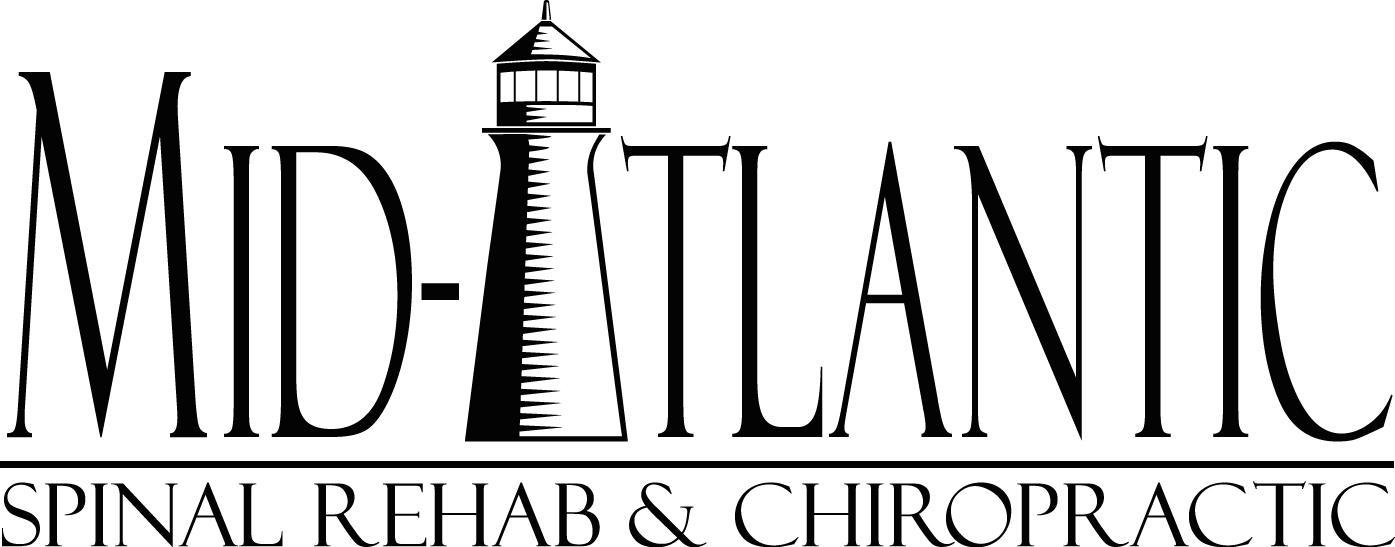 MID-ATLANTIC
SPINAL REHAB & CHIROPRACTIC